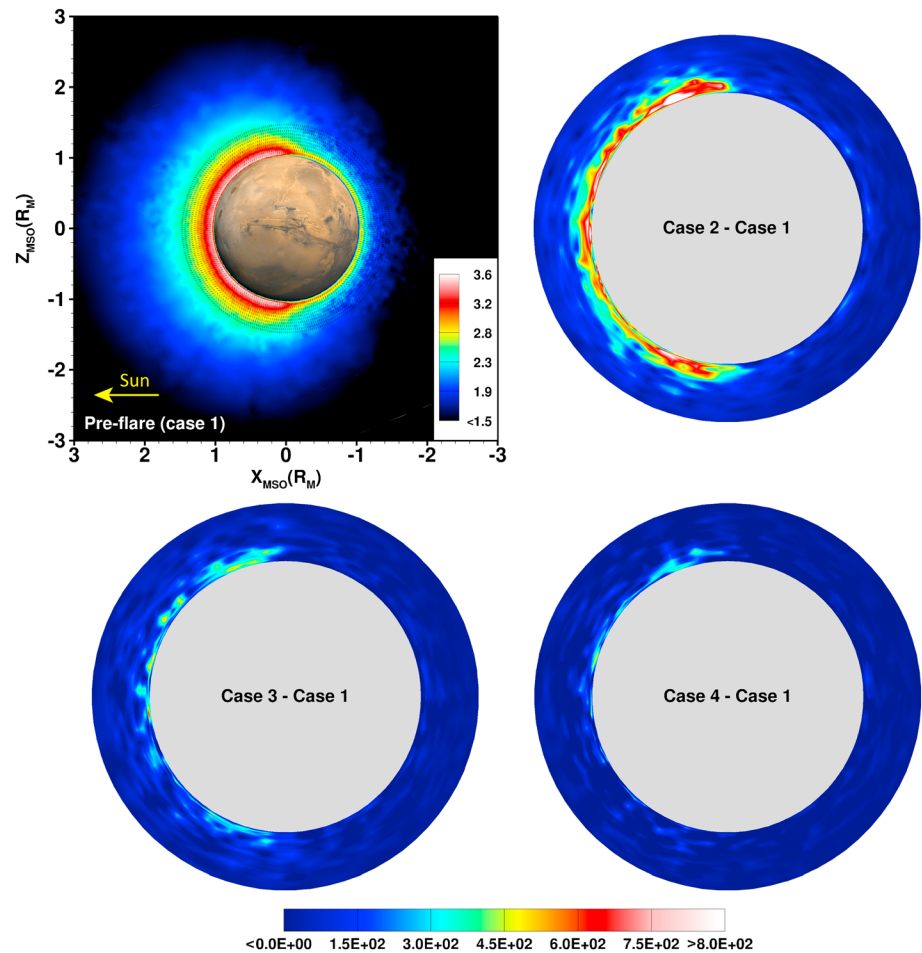 3
2
1
0
-1
-2
-3
Z_MSO(R_M)
3
2
1
0
-1
-2
-3
X_MSO(R_M)
Sun
Pre-flare (case 1)
3.6
3.2
2.8
2.3
1.9
<1.5
Case 2 - Case 1
Case 3 - Case 1
Case 4 - Case 1
<0.0E+00 1.5E+02 3.0E+02 4.5E+02 6.0E+02 7.5E+02 >8.0E+02